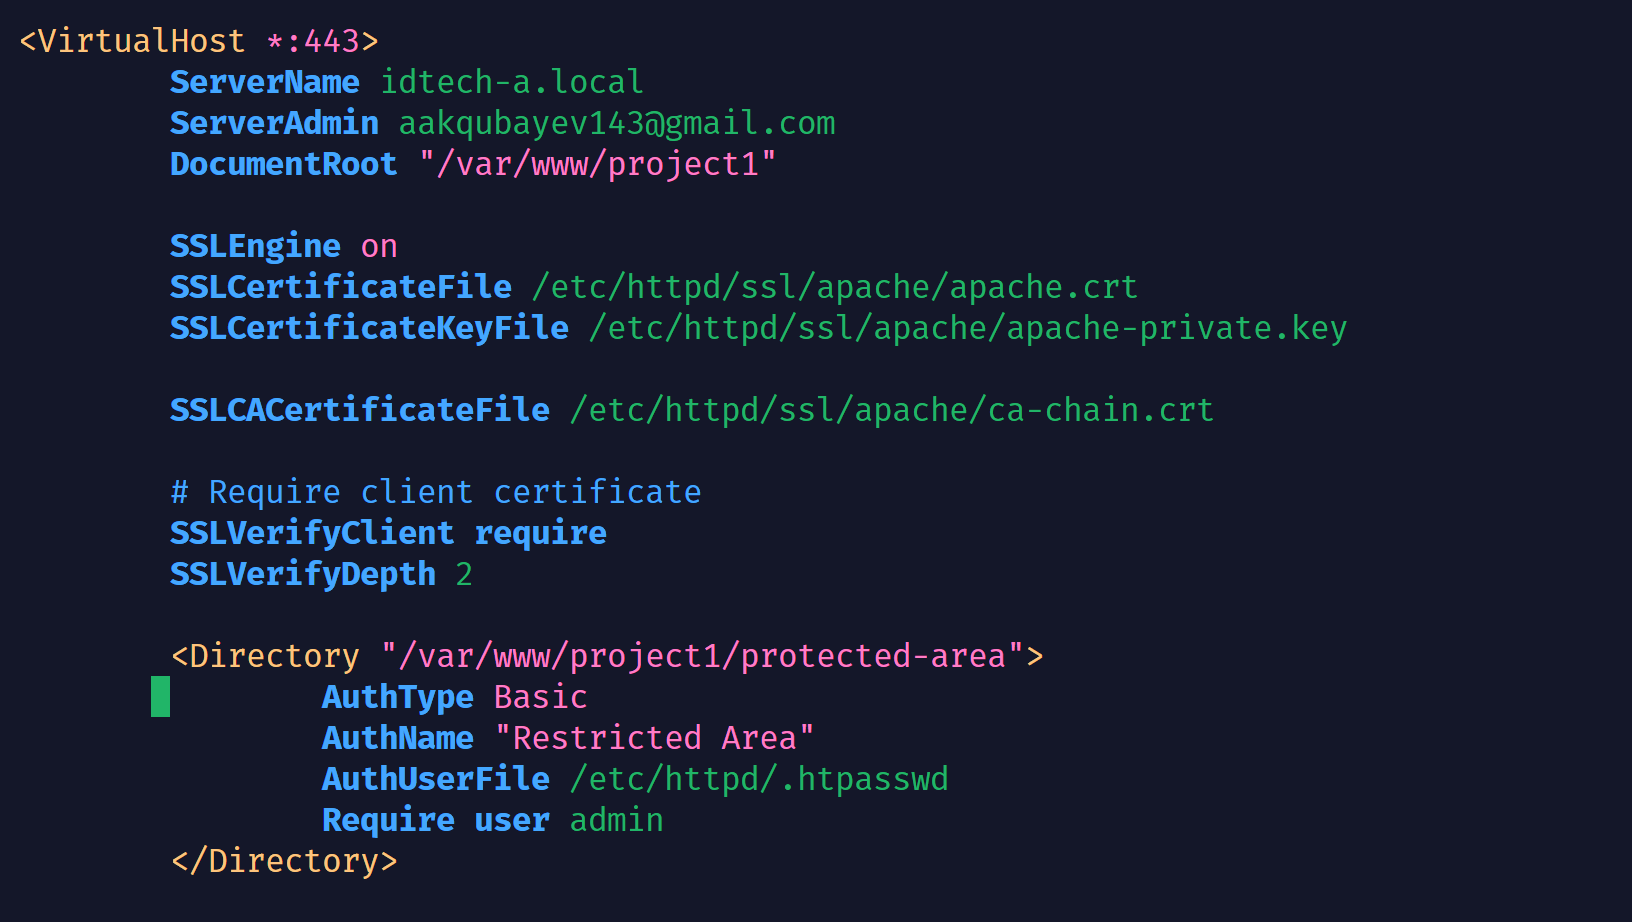 <VirtualHost *:443>
ServerName idtech-a.local
ServerAdmin aakqubayev143@gmail.com
DocumentRoot "/var/www/project1"
SSLEngine on
SSLCertificateFile /etc/httpd/ssl/apache/apache.crt
SSLCertificateKeyFile /etc/httpd/ssl/apache/apache-private.key
SSLCACertificateFile /etc/httpd/ssl/apache/ca-chain.crt
# Require client certificate
SSLVerifyClient require
SSLVerifyDepth 2
<Directory "/var/www/project1/protected-area">
AuthType Basic
AuthName "Restricted Area"
AuthUserFile /etc/httpd/.htpasswd
Require user admin
</Directory>